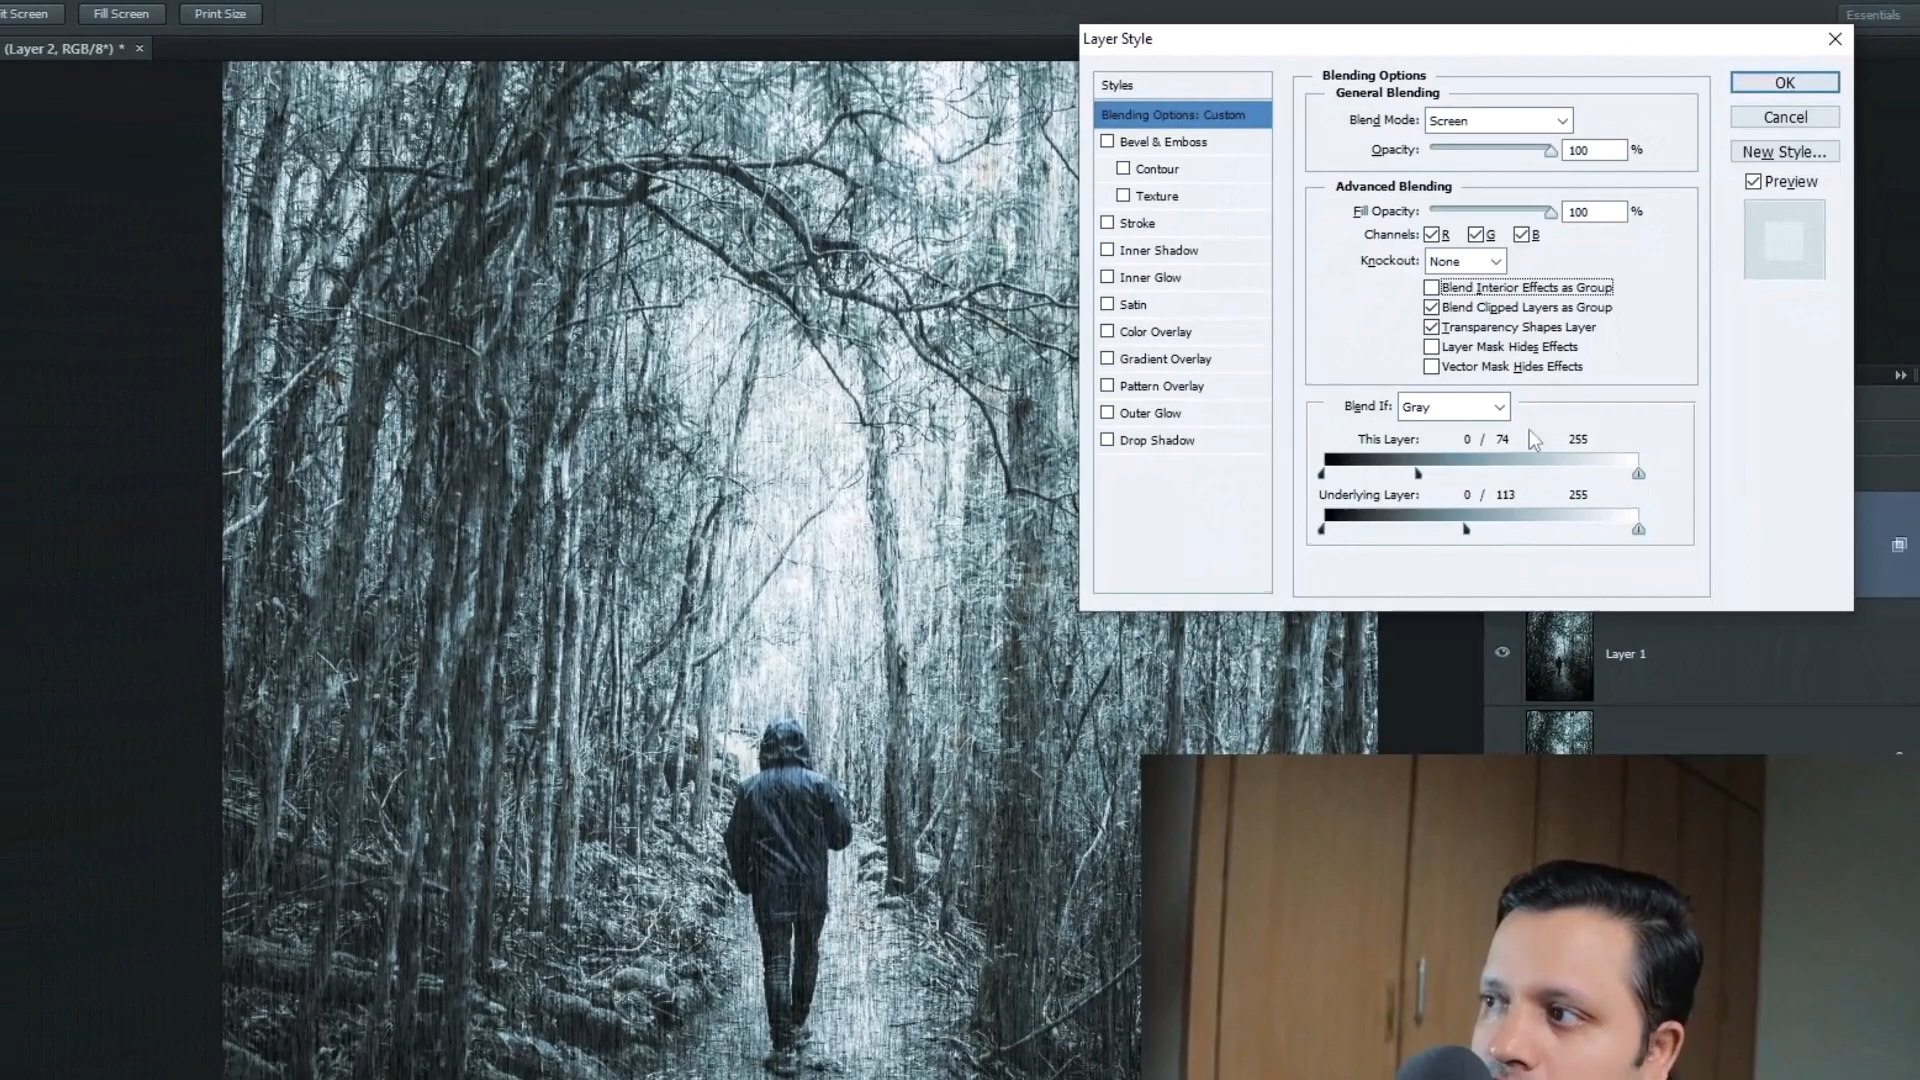 it Screen
Fill Screen
Print Size
Essentials
(Layer 2, RGB/8*) * ×
Layer Style
Styles
Blending Options: Custom
Bevel & Emboss
Contour
Texture
Stroke
Inner Shadow
Inner Glow
Satin
Color Overlay
Gradient Overlay
Pattern Overlay
Outer Glow
Drop Shadow
Blending Options
General Blending
Blend Mode: Screen
Opacity: 100 %
Advanced Blending
Fill Opacity: 100 %
Channels: R G B
Knockout: None
Blend Interior Effects as Group
Blend Clipped Layers as Group
Transparency Shapes Layer
Layer Mask Hides Effects
Vector Mask Hides Effects
Blend If: Gray
This Layer: 0 / 74 255
Underlying Layer: 0 / 113 255
OK
Cancel
New Style...
Preview
Layer 1